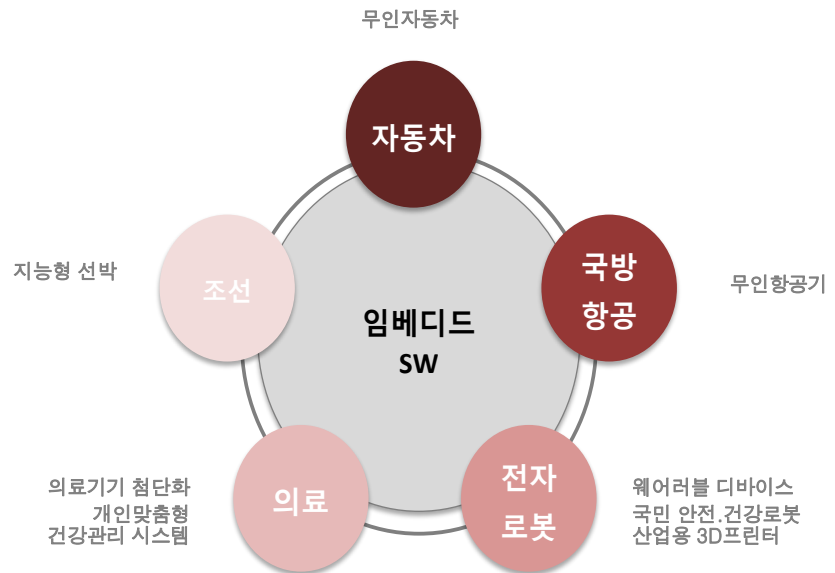 무인자동차
자동차
지능형 선박
조선
국방
항공
무인항공기
임베디드
SW
의료기기 첨단화
개인맞춤형
건강관리 시스템
의료
전자
로봇
웨어러블 디바이스
국민 안전.건강로봇
산업용 3D프린터